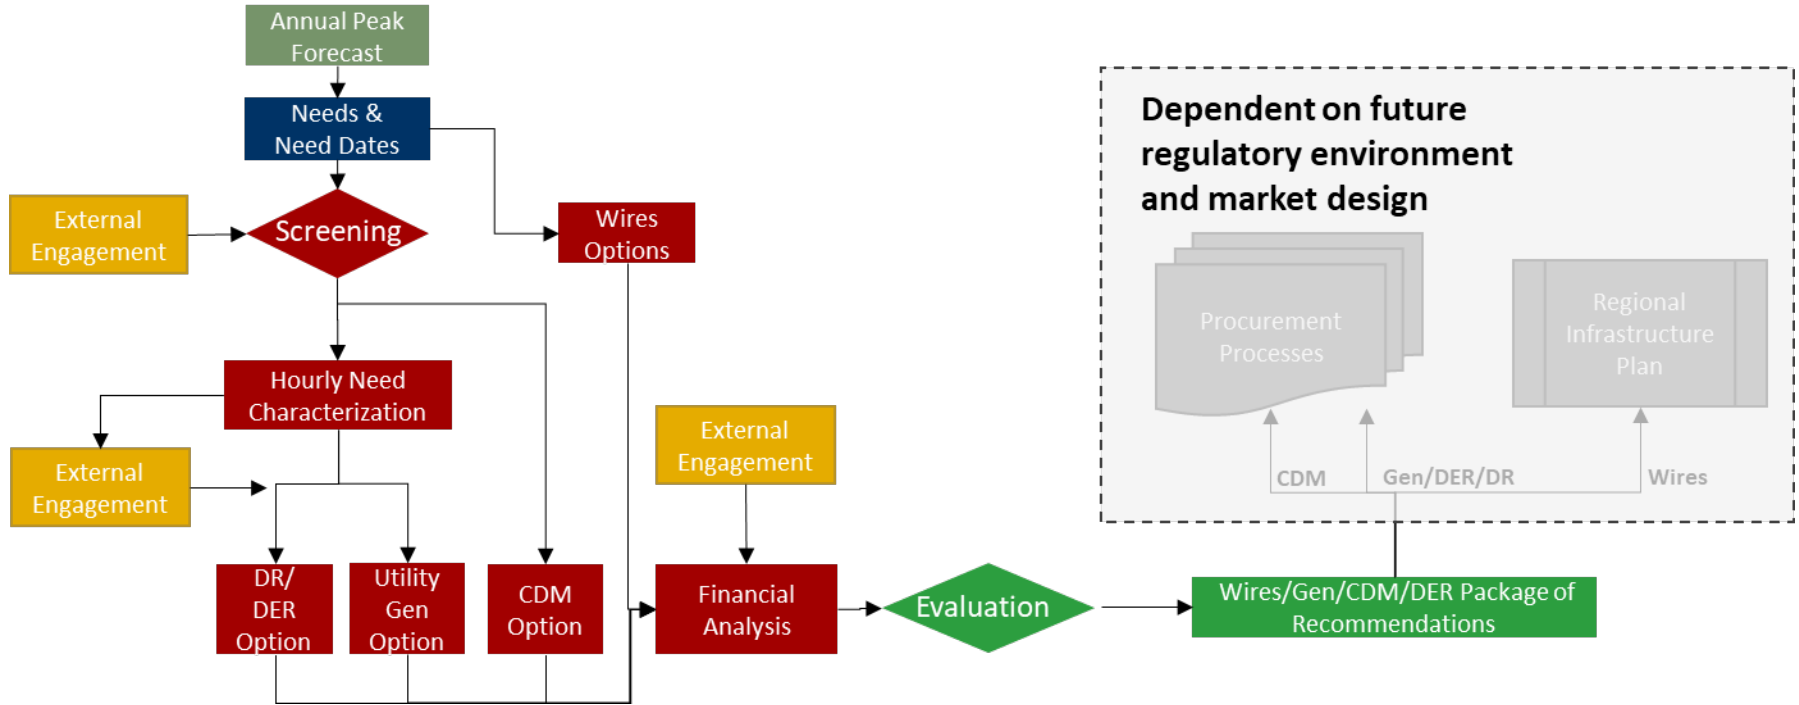 Annual Peak
Forecast
Needs &
Need Dates
External
Engagement
Screening
Wires
Options
Hourly Need
Characterization
External
Engagement
DR/
DER
Option
Utility
Gen
Option
CDM
Option
External
Engagement
Financial
Analysis
Evaluation
Wires/Gen/CDM/DER Package of
Recommendations
Dependent on future
regulatory environment
and market design
Procurement
Processes
Regional
Infrastructure
Plan
CDM
Gen/DER/DR
Wires